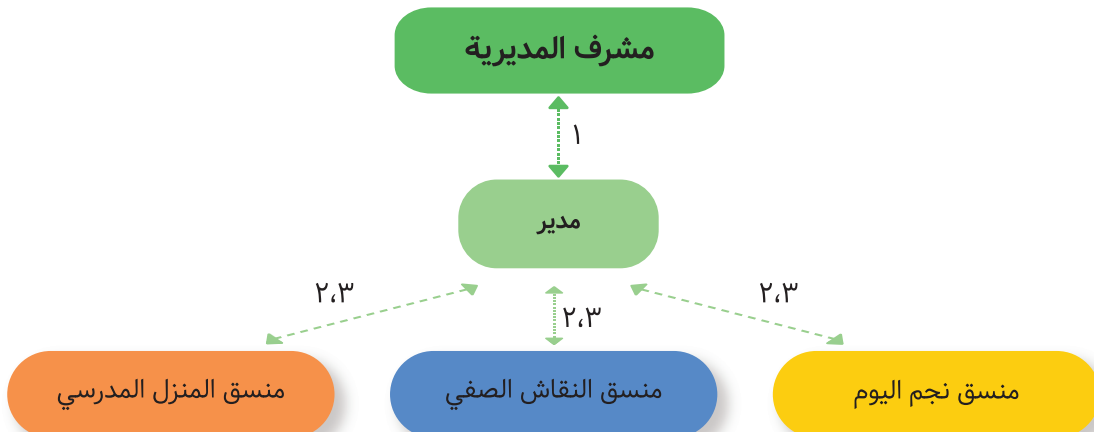 مشرف المديرية
١
مدير
٢،٣
٢،٣
٢،٣
منسق نجم اليوم
منسق النقاش الصفي
منسق المنزل المدرسي